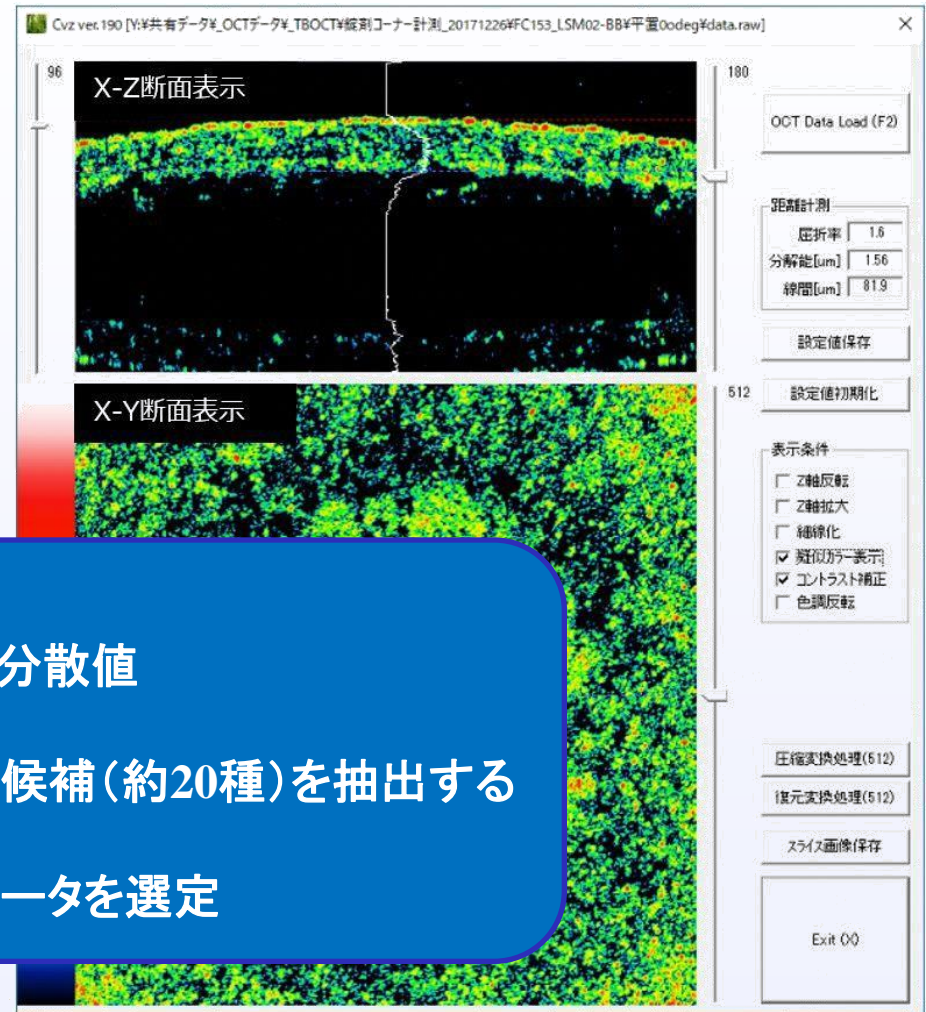 Cvz ver.190 [Y:¥共有データ¥_OCTデータ¥_TBOCT¥錠剤コーナー計測_20171226¥FC153_LSM02-BB¥平置0odeg¥data.raw]
96
X-Z断面表示
180
OCT Data Load (F2)
距離計測
屈折率 1.6
分解能[um] 1.56
線間[um] 81.9
設定値保存
X-Y断面表示
512
設定値初期化
表示条件
Z軸反転
Z軸拡大
細線化
疑似カラー表示
コントラスト補正
色調反転
分散値
候補（約20種）を抽出する
ータを選定
圧縮変換処理(512)
復元変換処理(512)
スライス画像保存
Exit (X)